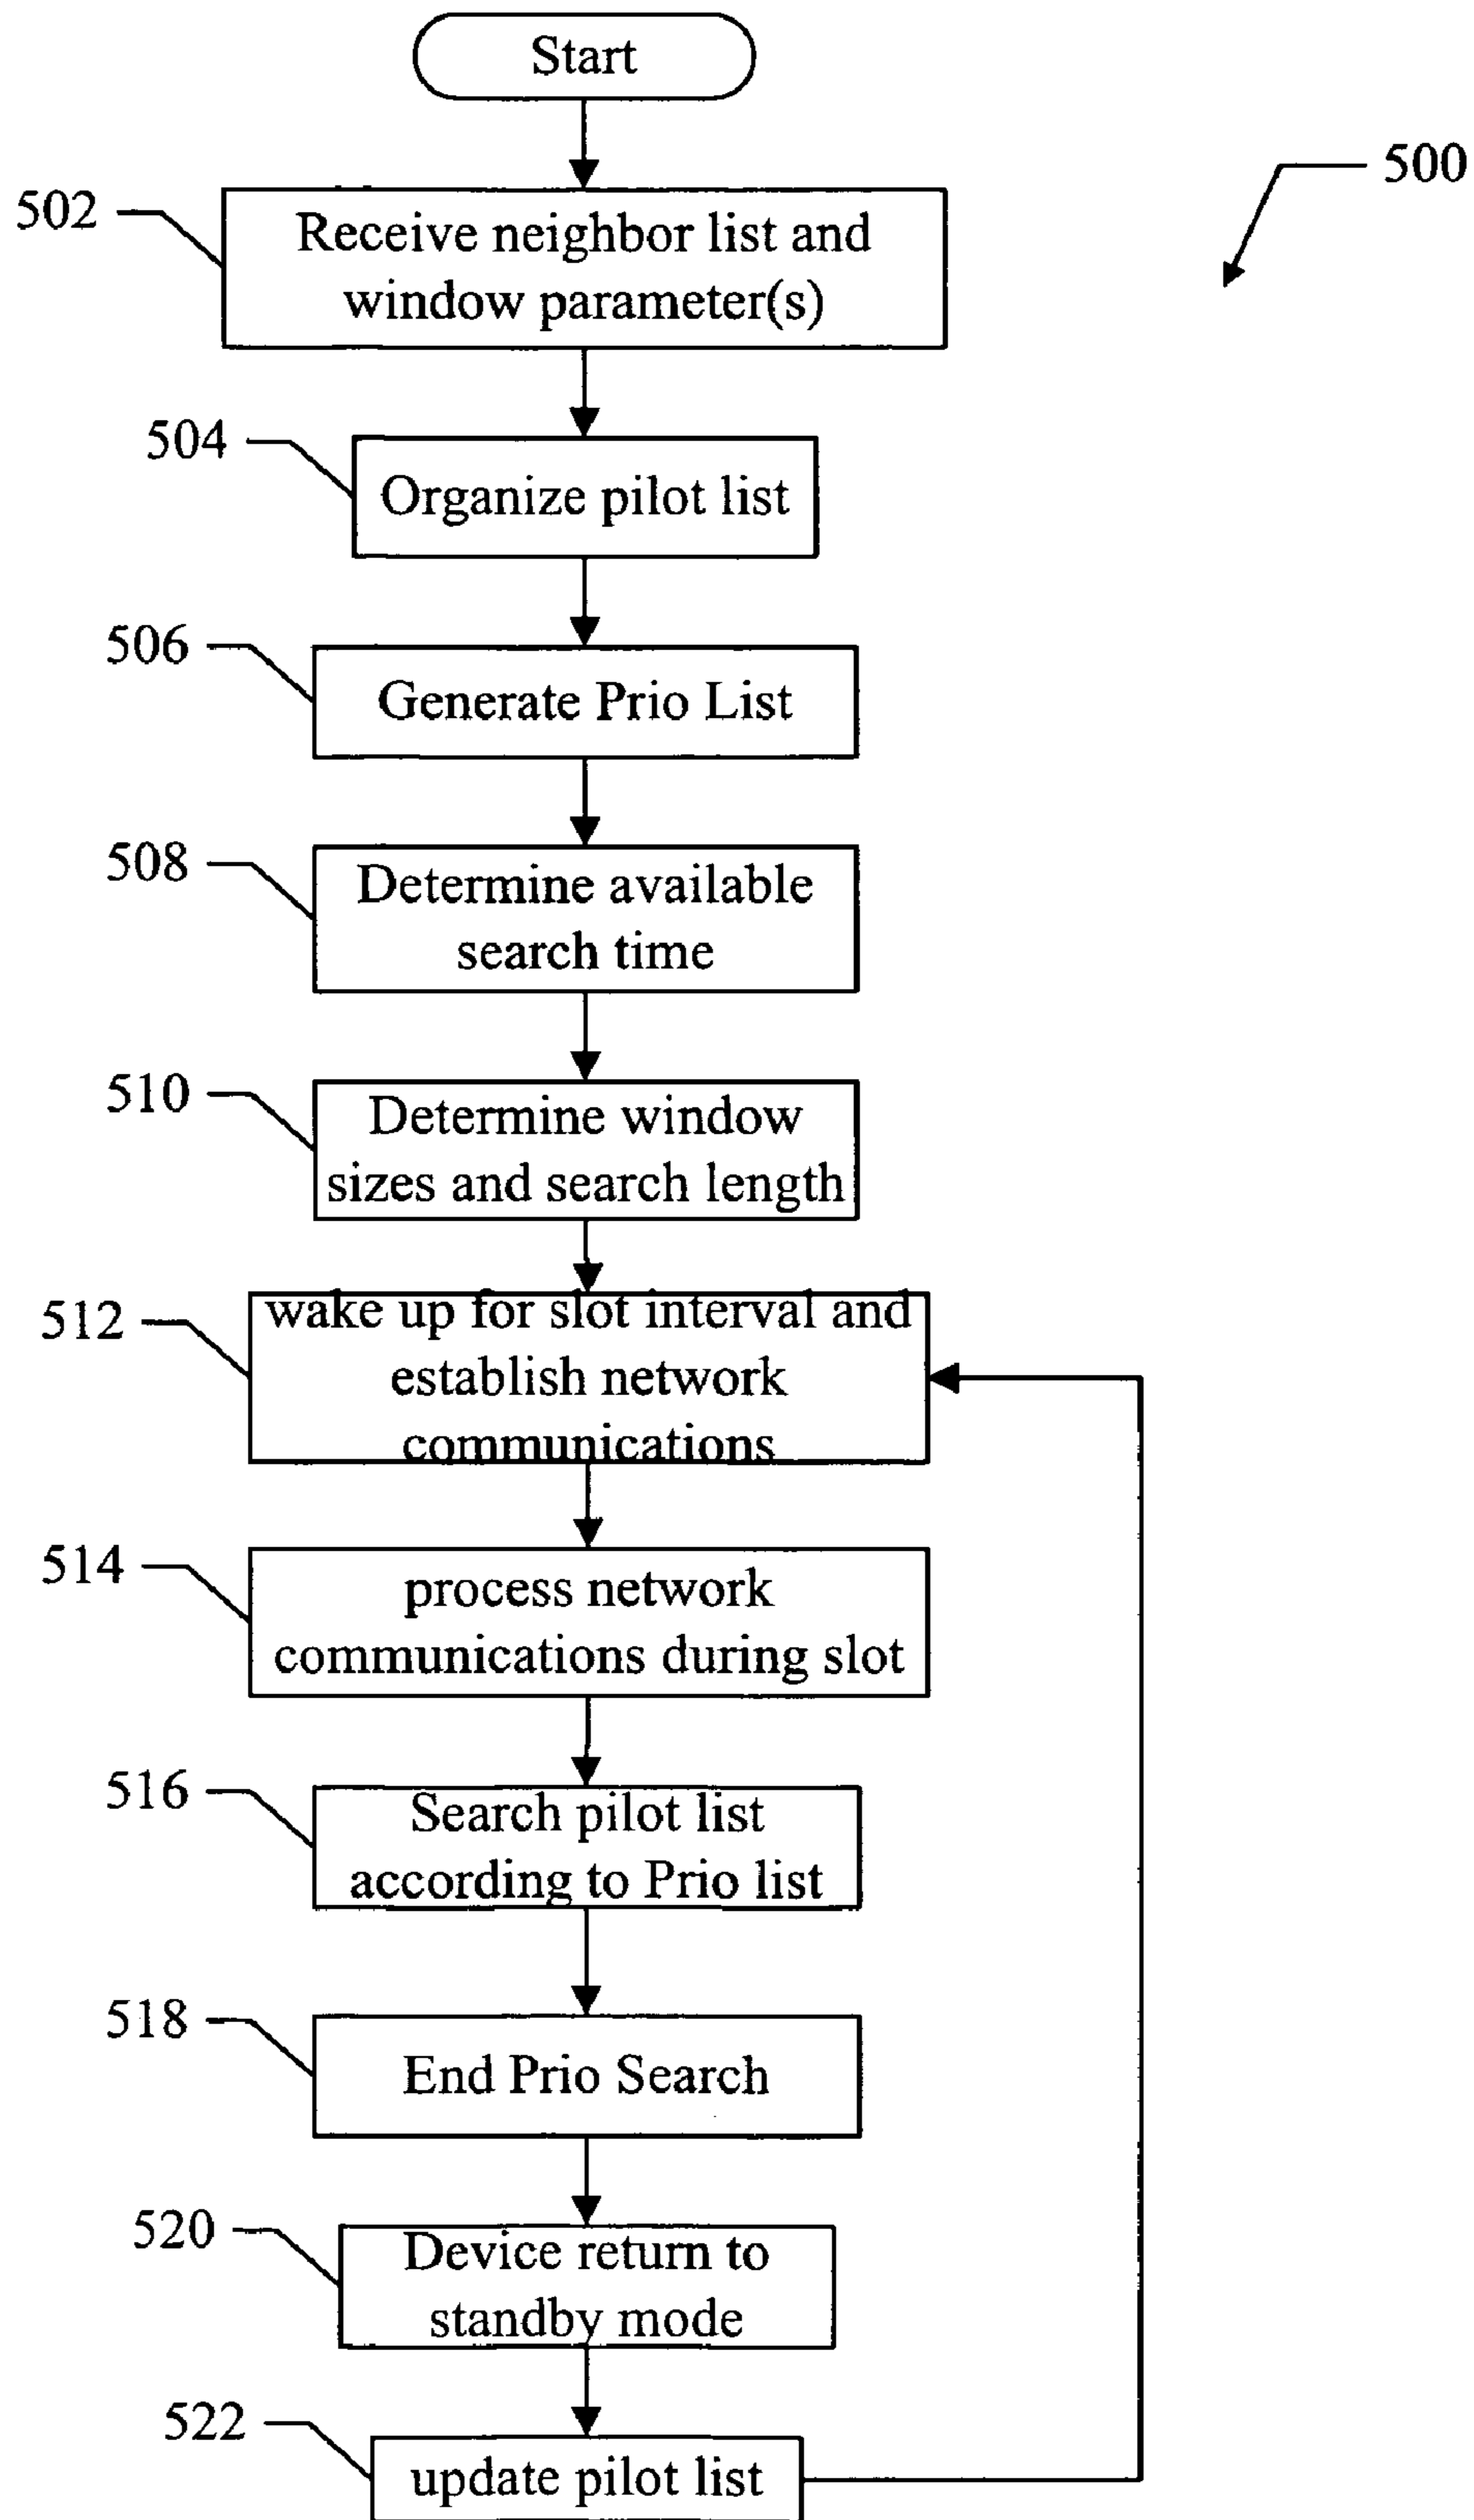 Start
500
502
Receive neighbor list and
window parameter(s)
504
Organize pilot list
506
Generate Prio List
508
Determine available
search time
510
Determine window
sizes and search length
512
wake up for slot interval and
establish network
communications
514
process network
communications during slot
516
Search pilot list
according to Prio list
518
End Prio Search
520
Device return to
standby mode
522
update pilot list